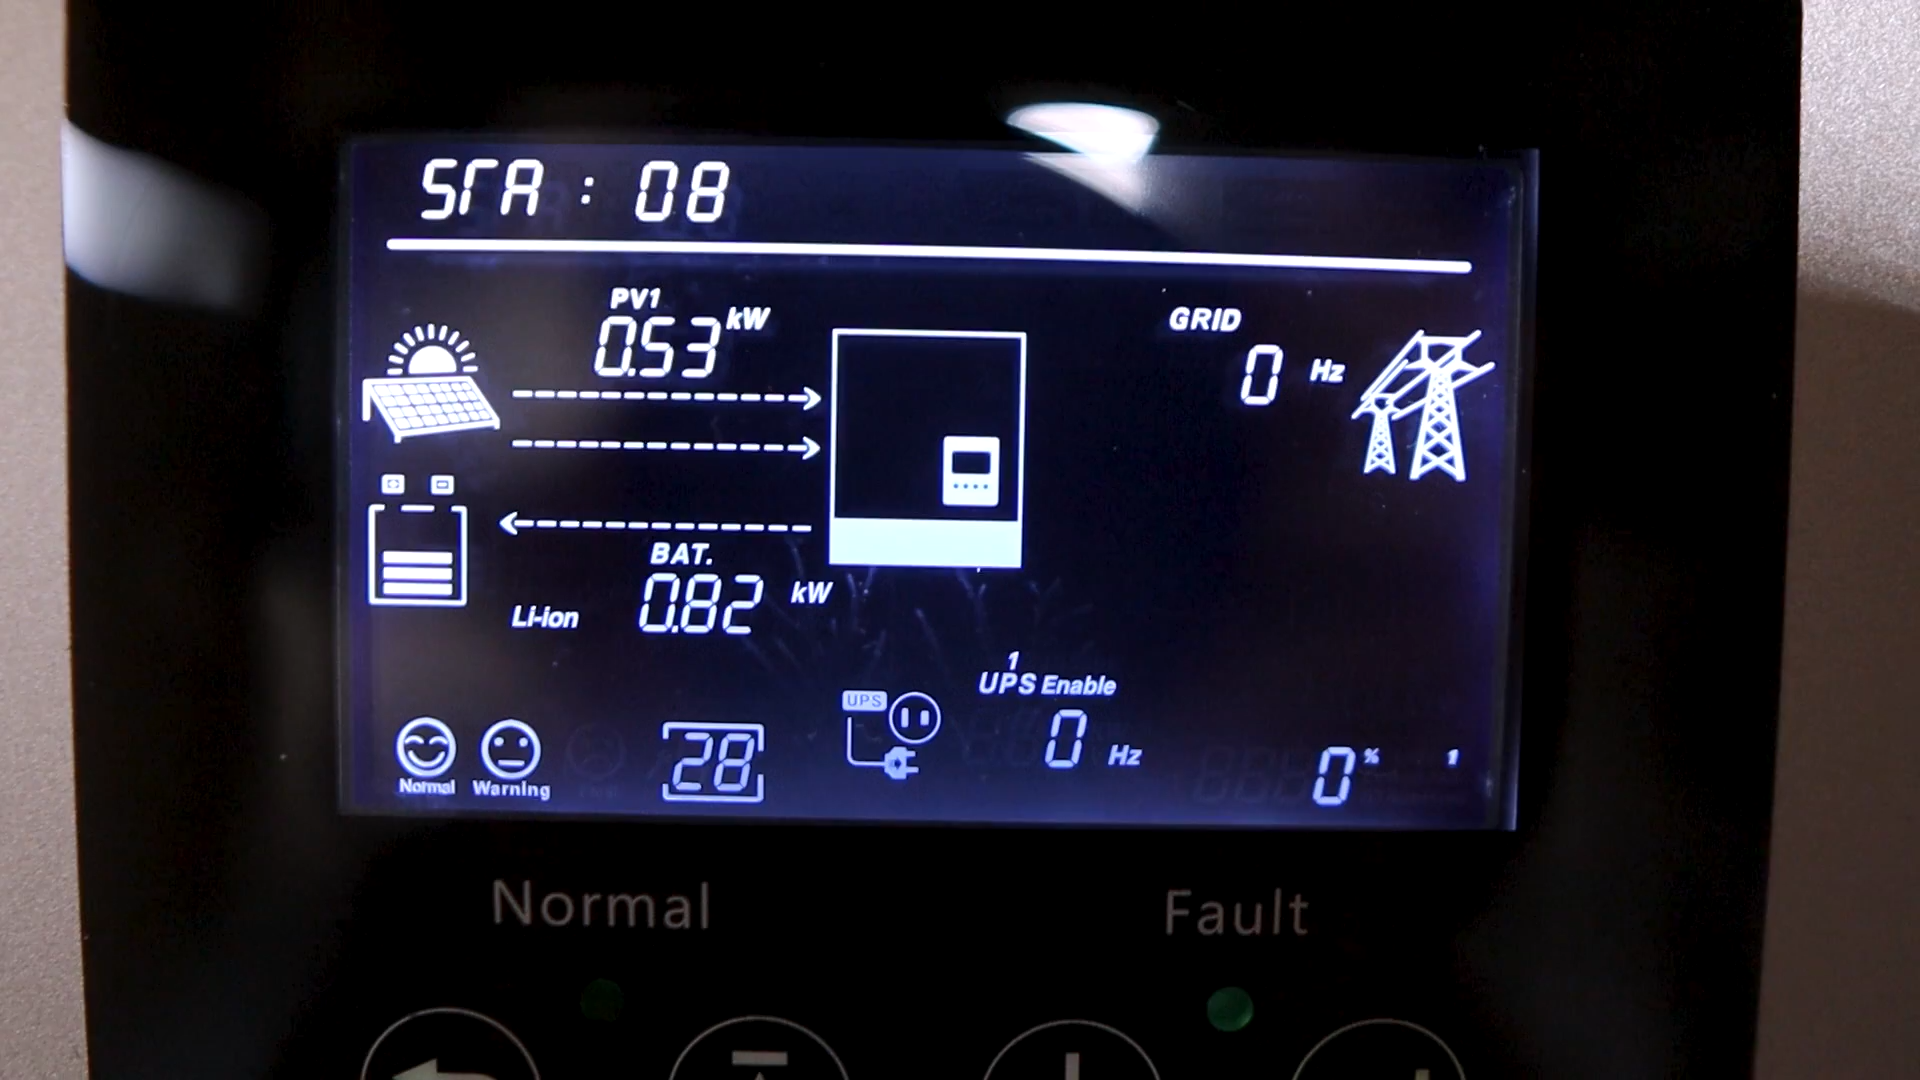 STA : 08
PV1
0.53 kW
GRID
0 Hz
BAT.
Li-ion 0.82 kW
1
UPS Enable
UPS
0 Hz
Normal Warning
28
0 % 1
Normal Fault